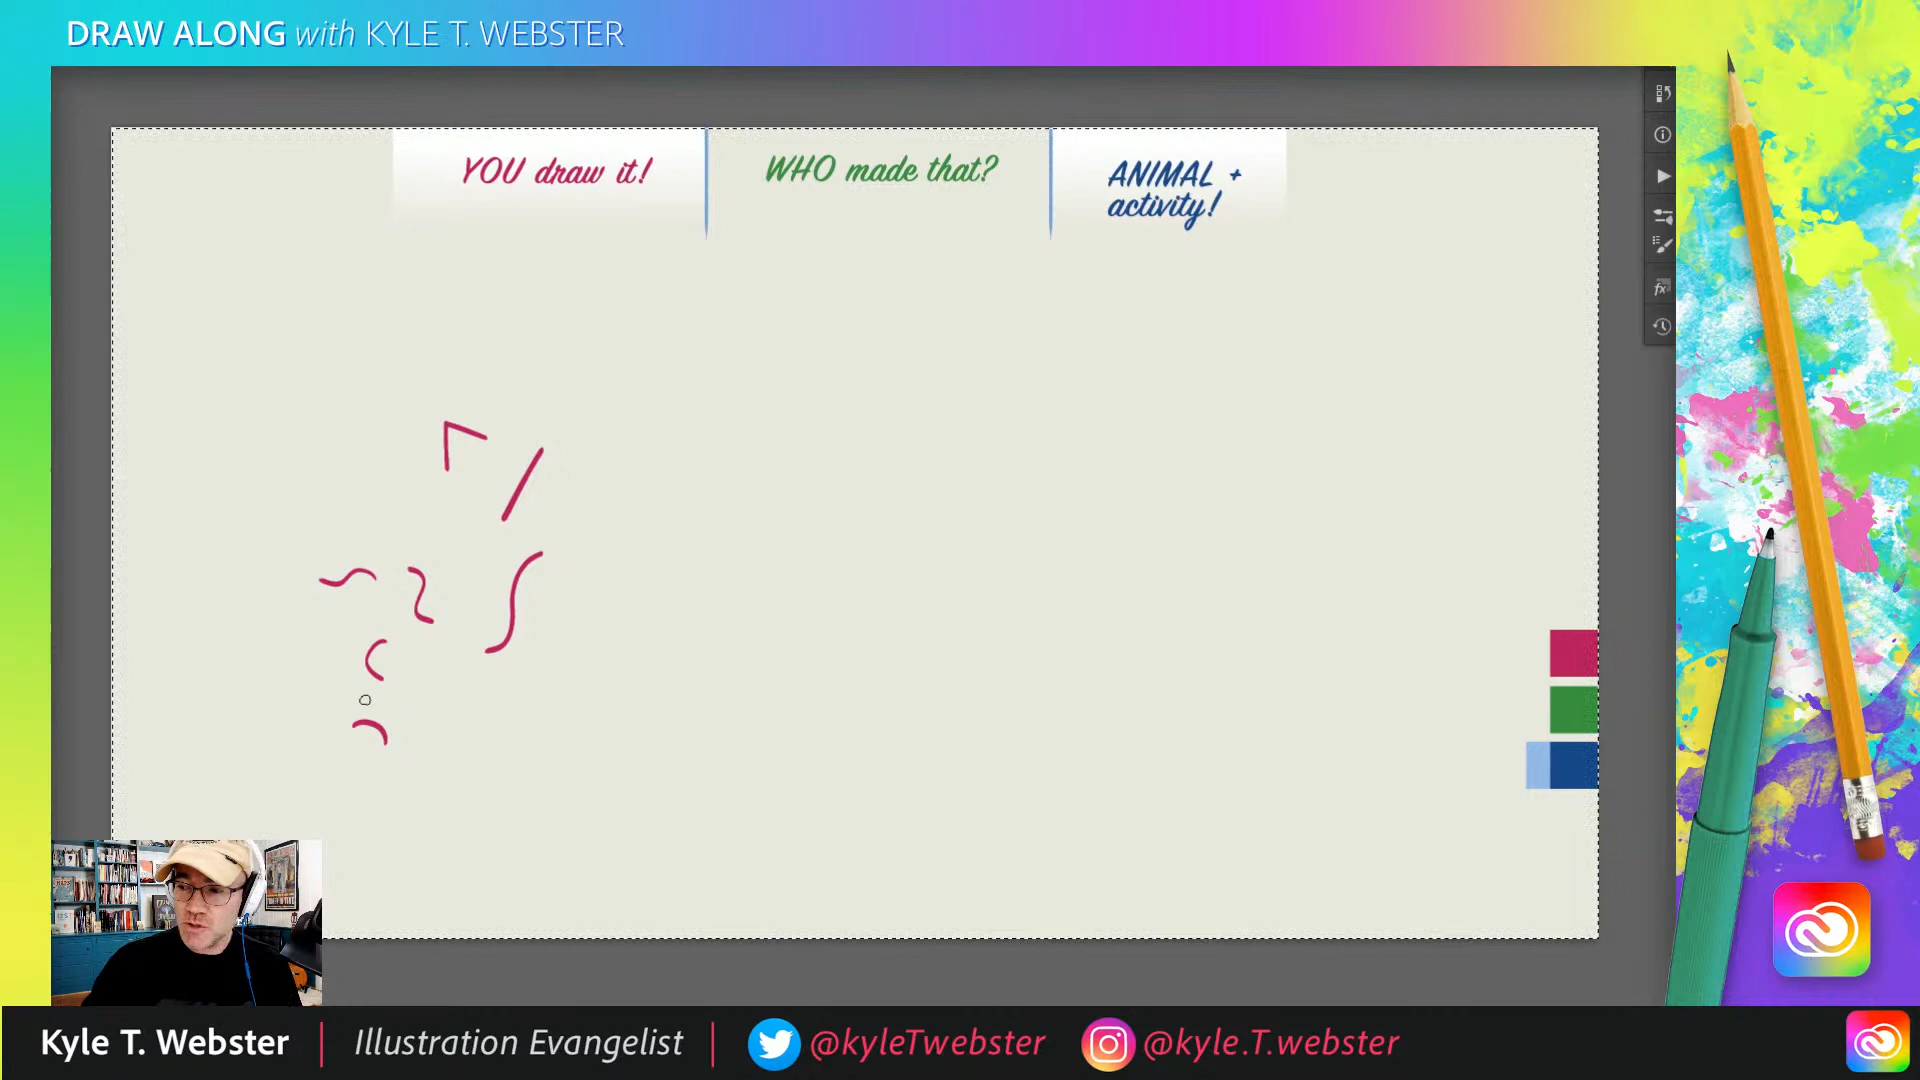 DRAW ALONG with KYLE T. WEBSTER
YOU draw it!
WHO made that?
ANIMAL +
activity!
fx
Kyle T. Webster | Illustration Evangelist | @kyleTwebster @kyle.T.webster